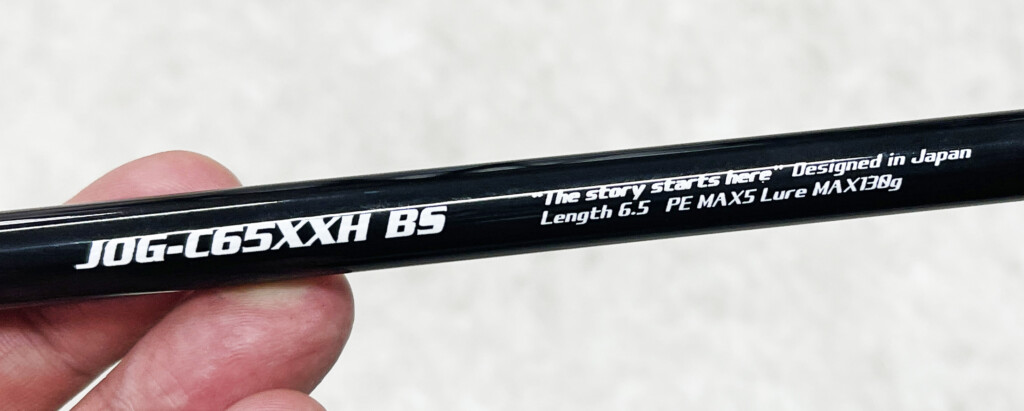 JOG-C65XXH BS
"The story starts here" Designed in Japan
Length 6.5 PE MAX5 Lure MAX130g